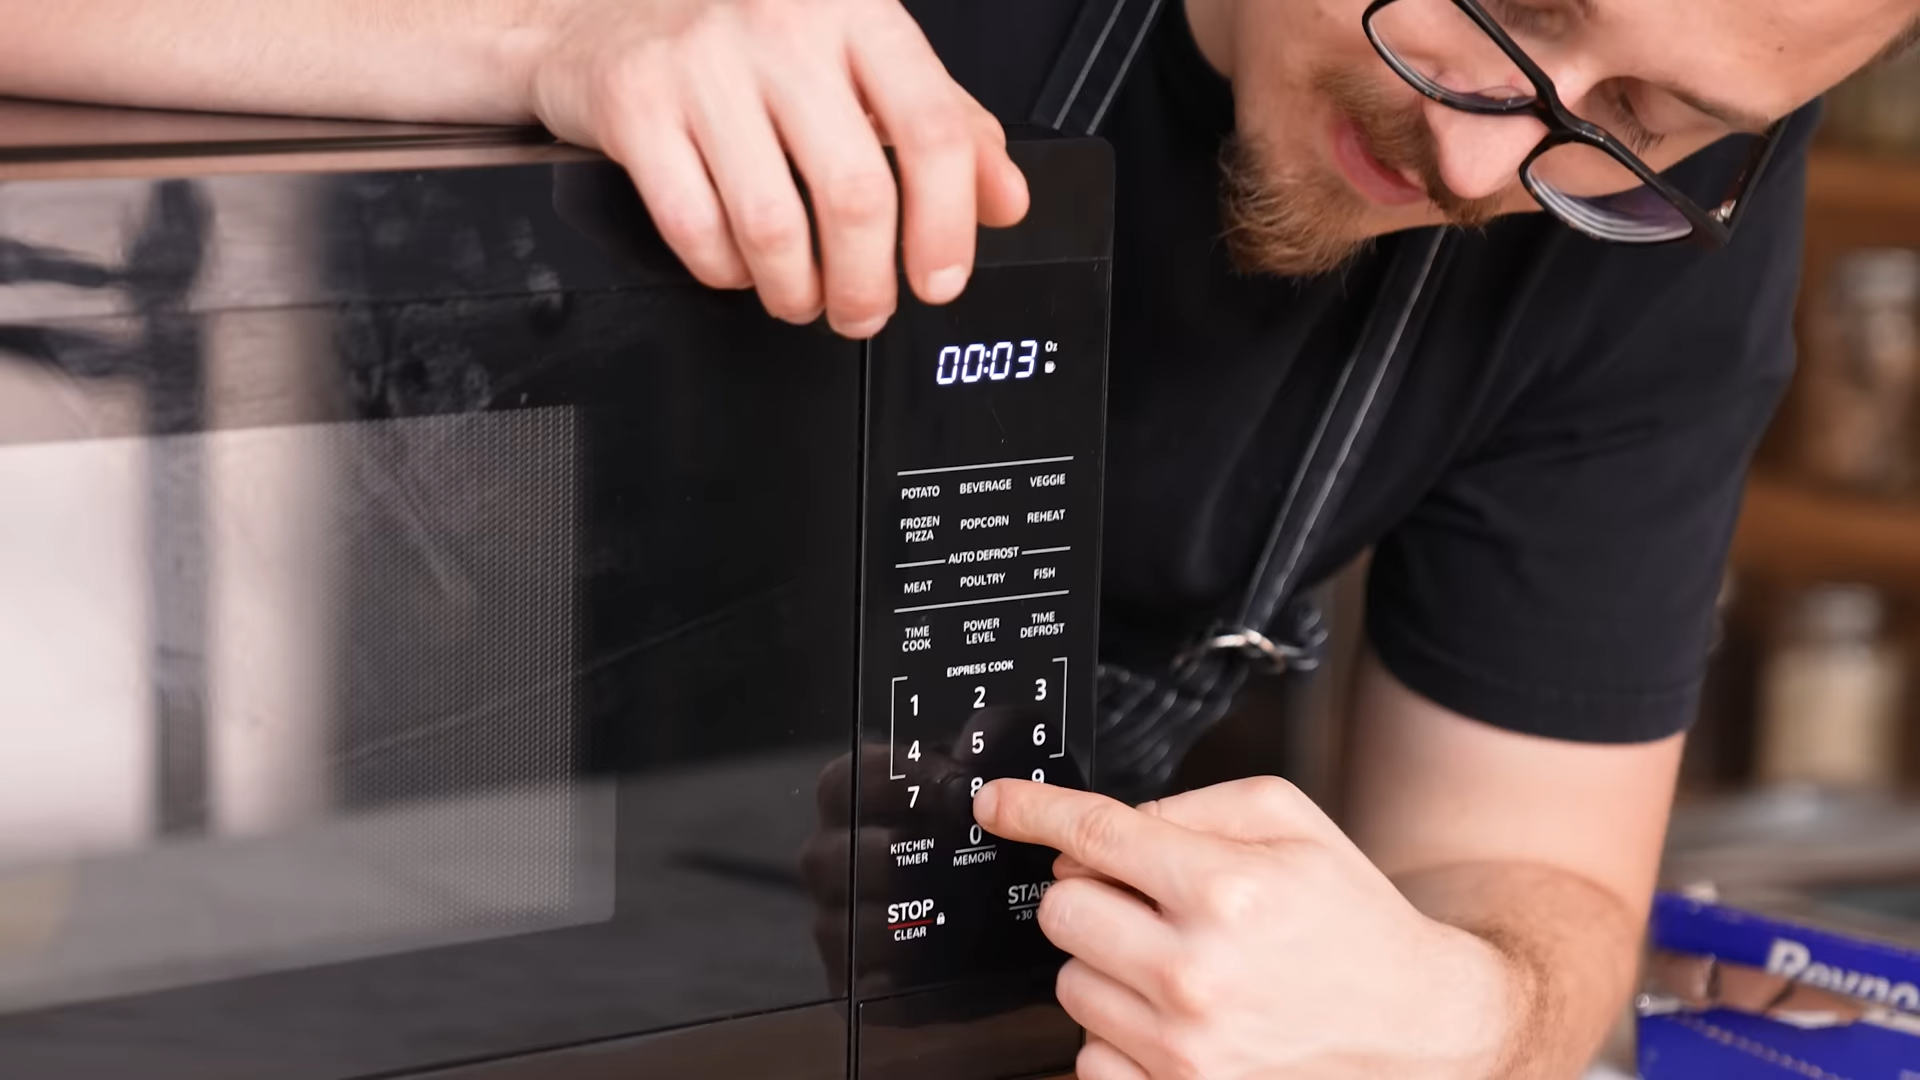 00:03 Oz
POTATO BEVERAGE VEGGIE
FROZEN PIZZA POPCORN REHEAT
AUTO DEFROST
MEAT POULTRY FISH
TIME COOK POWER LEVEL TIME DEFROST
EXPRESS COOK
1 2 3
4 5 6
7 8 9
KITCHEN TIMER 0 MEMORY
STOP
CLEAR
+30